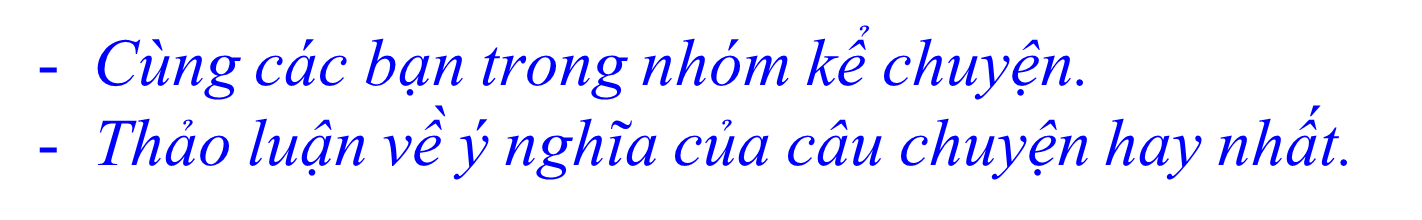 - Cùng các bạn trong nhóm kể chuyện.
- Thảo luận về ý nghĩa của câu chuyện hay nhất.